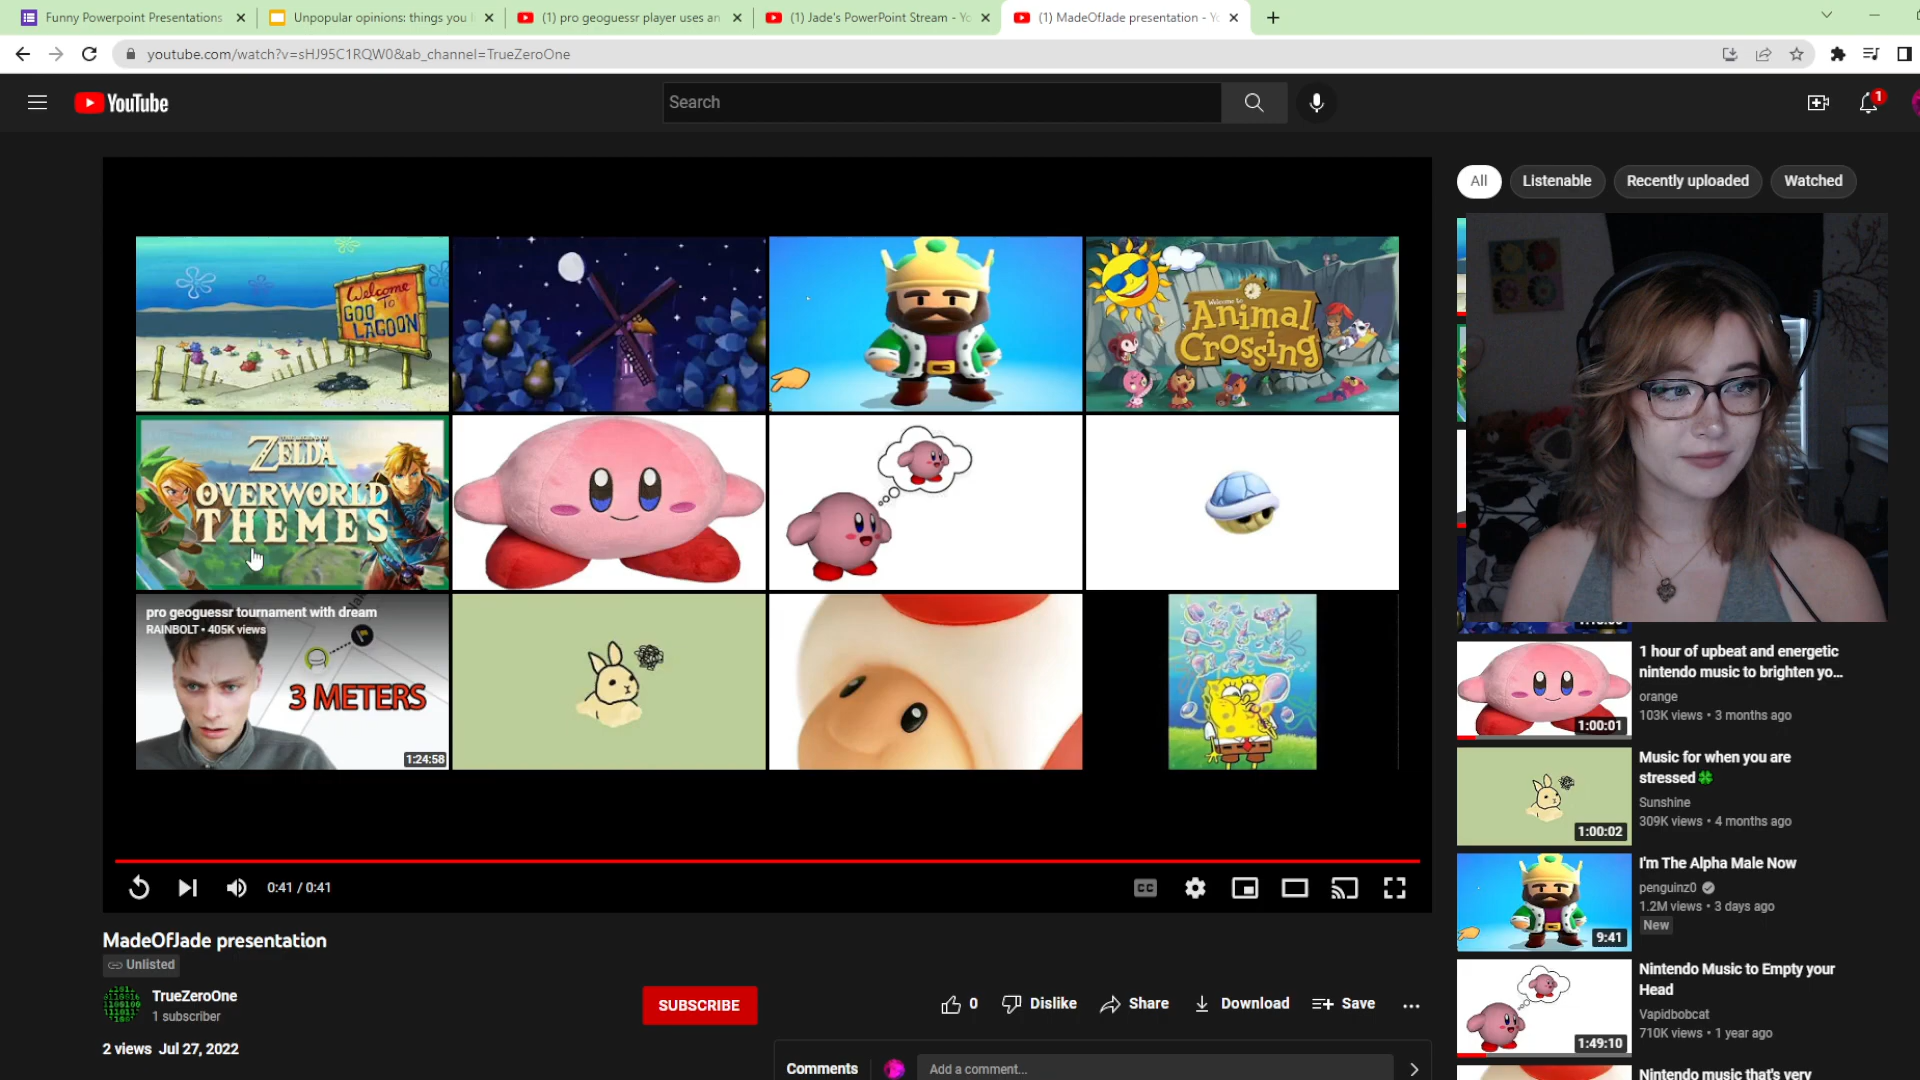 Funny Powerpoint Presentations
Unpopular opinions: things you
(1) pro geoguessr player uses an
(1) Jade's PowerPoint Stream - Yo
(1) MadeOfJade presentation - Yo
youtube.com/watch?v=sHJ95C1RQW0&ab_channel=TrueZeroOne
YouTube
Search
1
All
Listenable
Recently uploaded
Watched
Welcome
To
GOO
LAGOON
Welcome to
Animal
Crossing
THE LEGEND OF
ZELDA
OVERWORLD
THEMES
pro geoguessr tournament with dream
RAINBOLT • 405K views
3 METERS
1:24:58
0:41 / 0:41
CC
MadeOfJade presentation
Unlisted
TrueZeroOne
1 subscriber
SUBSCRIBE
0
Dislike
Share
Download
Save
2 views Jul 27, 2022
Comments
Add a comment...
1 hour of upbeat and energetic
nintendo music to brighten yo...
orange
103K views • 3 months ago
1:00:01
Music for when you are
stressed🍀
Sunshine
309K views • 4 months ago
1:00:02
I'm The Alpha Male Now
penguinz0
1.2M views • 3 days ago
New
9:41
Nintendo Music to Empty your
Head
Vapidbobcat
710K views • 1 year ago
1:49:10
Nintendo music that's very